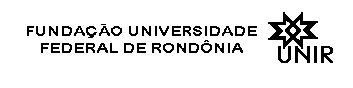 FUNDAÇÃO UNIVERSIDADE
FEDERAL DE RONDÔNIA
UNIR